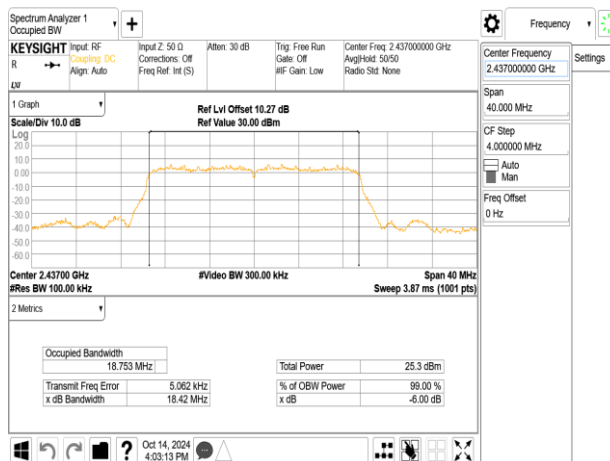 Spectrum Analyzer 1
Occupied BW
Frequency
KEYSIGHT Input: RF Input Z: 50 Ω Atten: 30 dB Trig: Free Run Center Freq: 2.437000000 GHz
R Coupling: DC Corrections: Off Gate: Off Avg|Hold: 50/50
Align: Auto Freq Ref: Int (S) #IF Gain: Low Radio Std: None
LXI
Center Frequency
2.437000000 GHz
Settings
Span
40.000 MHz
CF Step
4.000000 MHz
Auto
Man
Freq Offset
0 Hz
1 Graph
Ref Lvl Offset 10.27 dB
Scale/Div 10.0 dB Ref Value 30.00 dBm
Log
20.0
10.0
0.00
-10.0
-20.0
-30.0
-40.0
-50.0
-60.0
Center 2.43700 GHz #Video BW 300.00 kHz Span 40 MHz
#Res BW 100.00 kHz Sweep 3.87 ms (1001 pts)
2 Metrics
Occupied Bandwidth
18.753 MHz Total Power 25.3 dBm
Transmit Freq Error 5.062 kHz % of OBW Power 99.00 %
x dB Bandwidth 18.42 MHz x dB -6.00 dB
? Oct 14, 2024
4:03:13 PM